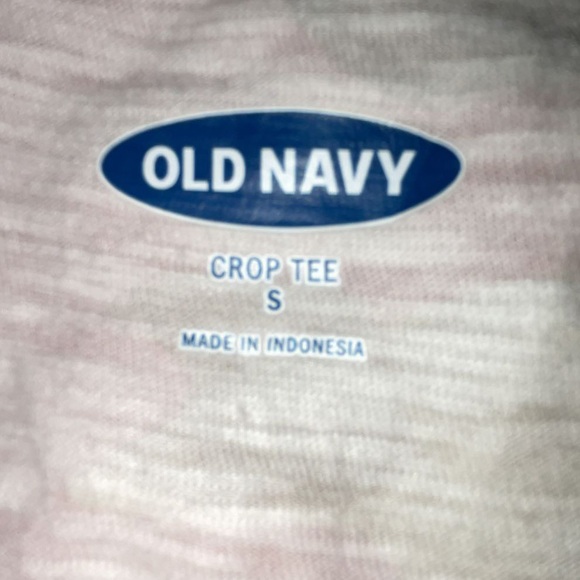 OLD NAVY
CROP TEE
S
MADE IN INDONESIA